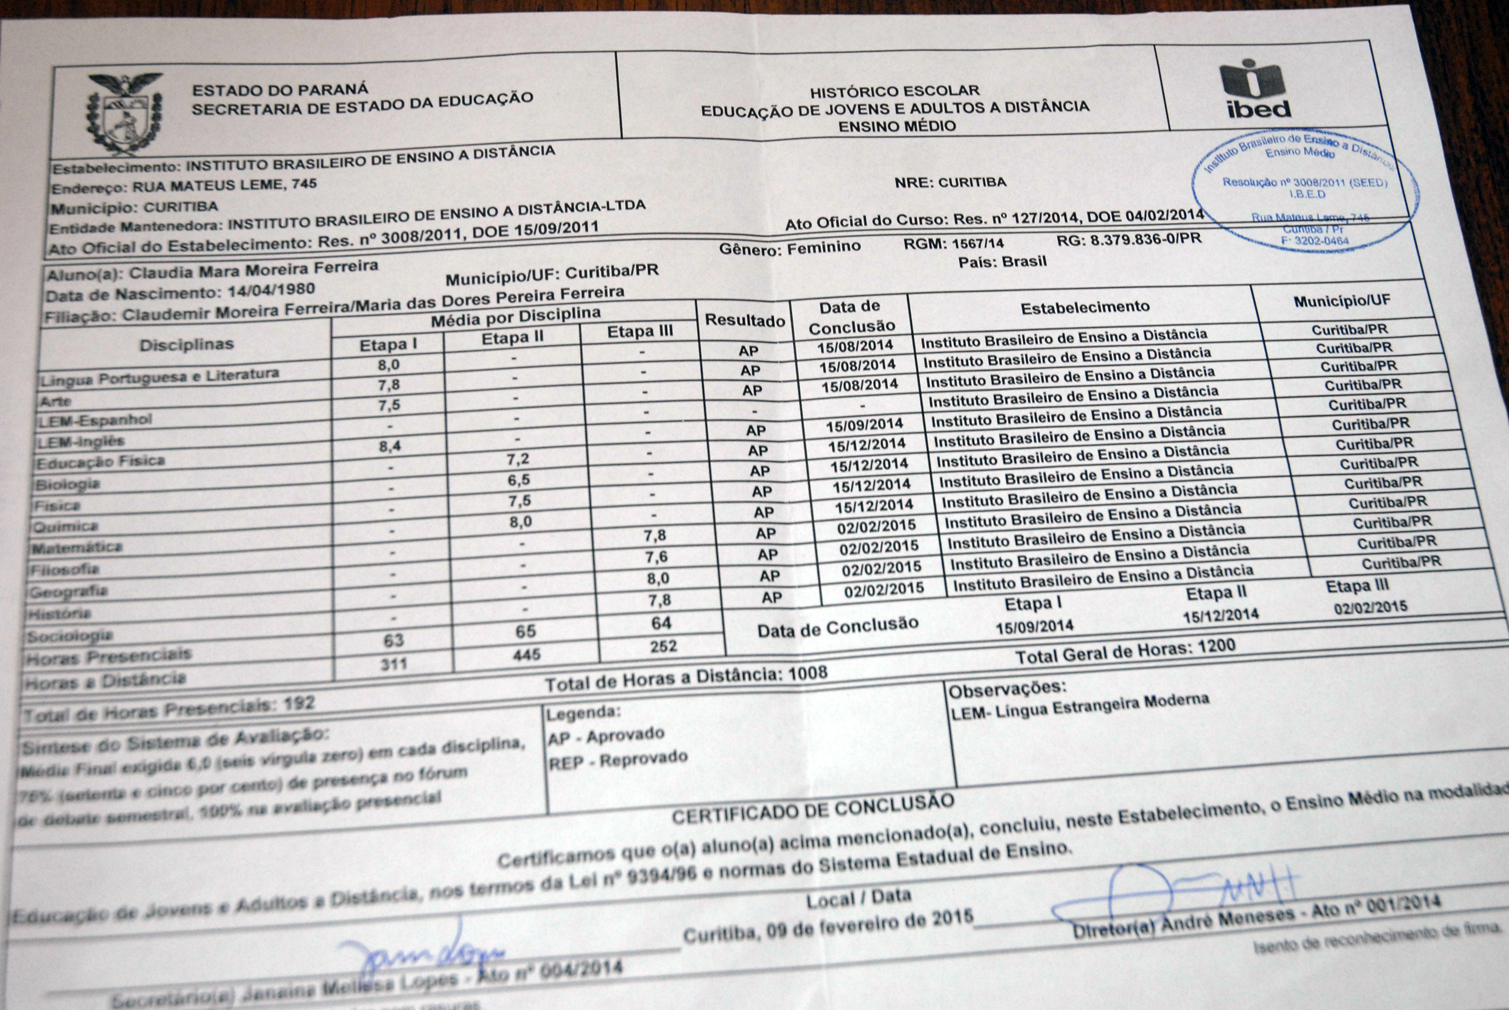 ESTADO DO PARANÁ
SECRETARIA DE ESTADO DA EDUCAÇÃO
HISTÓRICO ESCOLAR
EDUCAÇÃO DE JOVENS E ADULTOS A DISTÂNCIA
ENSINO MÉDIO
ibed
Instituto Brasileiro de Ensino a Distância
Ensino Médio
Resolução nº 3008/2011 (SEED)
I.B.E.D
Rua Mateus Leme, 745
Curitiba / Pr
F- 3202-0464
Estabelecimento: INSTITUTO BRASILEIRO DE ENSINO A DISTÂNCIA
Endereço: RUA MATEUS LEME, 745
Município: CURITIBA NRE: CURITIBA
Entidade Mantenedora: INSTITUTO BRASILEIRO DE ENSINO A DISTÂNCIA-LTDA
Ato Oficial do Estabelecimento: Res. nº 3008/2011, DOE 15/09/2011 Ato Oficial do Curso: Res. nº 127/2014, DOE 04/02/2014
Aluno(a): Claudia Mara Moreira Ferreira Gênero: Feminino RGM: 1567/14 RG: 8.379.836-0/PR
Data de Nascimento: 14/04/1980 Município/UF: Curitiba/PR País: Brasil
Filiação: Claudemir Moreira Ferreira/Maria das Dores Pereira Ferreira
Disciplinas Média por Disciplina Resultado Data de Conclusão Estabelecimento Município/UF
Etapa I Etapa II Etapa III
Língua Portuguesa e Literatura 8,0 - - AP 15/08/2014 Instituto Brasileiro de Ensino a Distância Curitiba/PR
Arte 7,8 - - AP 15/08/2014 Instituto Brasileiro de Ensino a Distância Curitiba/PR
LEM-Espanhol 7,5 - - AP 15/08/2014 Instituto Brasileiro de Ensino a Distância Curitiba/PR
LEM-Inglês - - - - - Instituto Brasileiro de Ensino a Distância Curitiba/PR
Educação Física 8,4 - - AP 15/09/2014 Instituto Brasileiro de Ensino a Distância Curitiba/PR
Biologia - 7,2 - AP 15/12/2014 Instituto Brasileiro de Ensino a Distância Curitiba/PR
Física - 6,5 - AP 15/12/2014 Instituto Brasileiro de Ensino a Distância Curitiba/PR
Química - 7,5 - AP 15/12/2014 Instituto Brasileiro de Ensino a Distância Curitiba/PR
Matemática - 8,0 - AP 15/12/2014 Instituto Brasileiro de Ensino a Distância Curitiba/PR
Filosofia - - 7,8 AP 02/02/2015 Instituto Brasileiro de Ensino a Distância Curitiba/PR
Geografia - - 7,6 AP 02/02/2015 Instituto Brasileiro de Ensino a Distância Curitiba/PR
História - - 8,0 AP 02/02/2015 Instituto Brasileiro de Ensino a Distância Curitiba/PR
Sociologia - - 7,8 AP 02/02/2015 Instituto Brasileiro de Ensino a Distância Curitiba/PR
Horas Presenciais 63 65 64 Data de Conclusão Etapa I Etapa II Etapa III
Horas a Distância 311 445 252 15/09/2014 15/12/2014 02/02/2015
Total de Horas Presenciais: 192 Total de Horas a Distância: 1008 Total Geral de Horas: 1200
Síntese do Sistema de Avaliação:
Média Final exigida 6,0 (seis vírgula zero) em cada disciplina,
75% (setenta e cinco por cento) de presença no fórum
de debate semestral, 100% na avaliação presencial
Legenda:
AP - Aprovado
REP - Reprovado
Observações:
LEM- Língua Estrangeira Moderna
CERTIFICADO DE CONCLUSÃO
Certificamos que o(a) aluno(a) acima mencionado(a), concluiu, neste Estabelecimento, o Ensino Médio na modalidad
Educação de Jovens e Adultos a Distância, nos termos da Lei nº 9394/96 e normas do Sistema Estadual de Ensino.
Local / Data
Curitiba, 09 de fevereiro de 2015
Secretário(a) Janaina Melissa Lopes - Ato nº 004/2014
Diretor(a) André Meneses - Ato nº 001/2014
Isento de reconhecimento de firma.